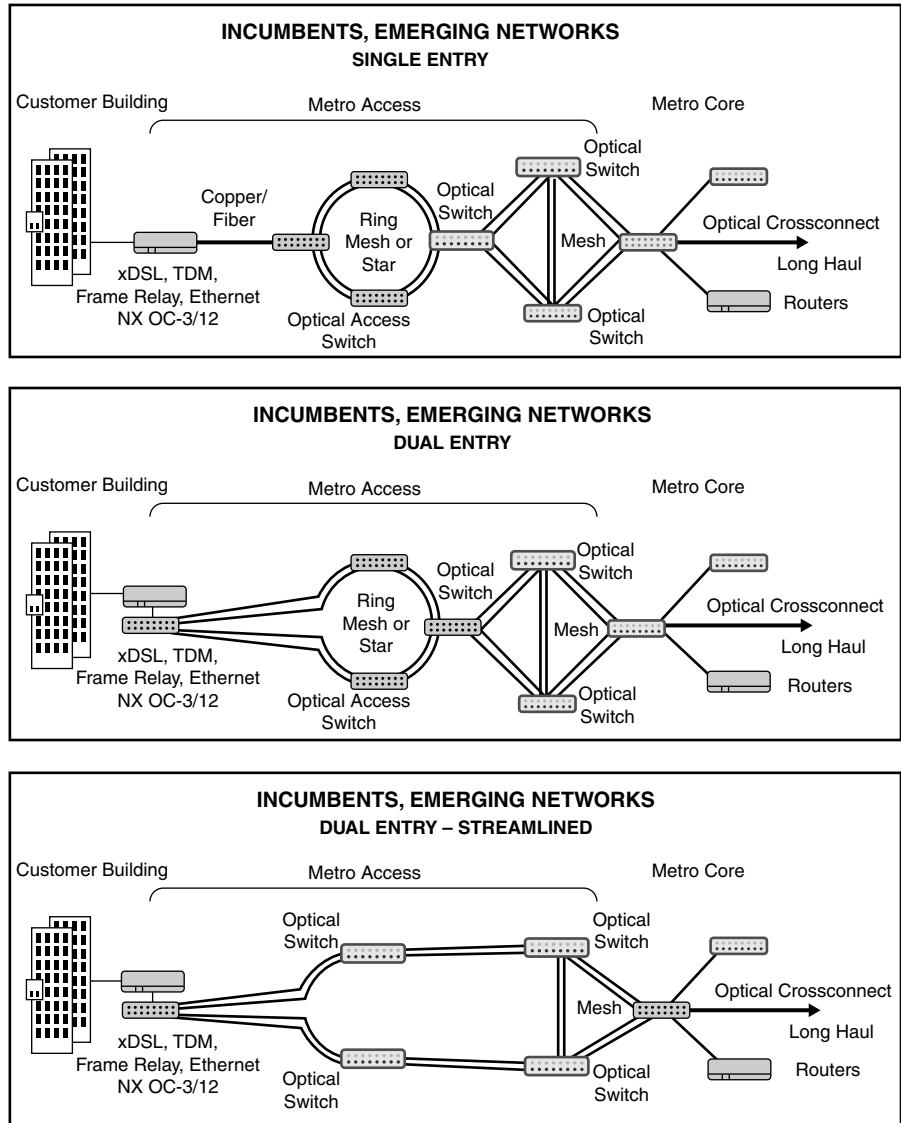 INCUMBENTS, EMERGING NETWORKS
SINGLE ENTRY
Customer Building
Metro Access
Metro Core
Optical
Switch
Copper/
Fiber
Optical
Switch
Ring
Mesh or
Star
Mesh
Optical Crossconnect
Long Haul
xDSL, TDM,
Frame Relay, Ethernet
NX OC-3/12
Optical Access
Switch
Optical
Switch
Routers
INCUMBENTS, EMERGING NETWORKS
DUAL ENTRY
Customer Building
Metro Access
Metro Core
Optical
Switch
Optical
Switch
Ring
Mesh or
Star
Mesh
Optical Crossconnect
Long Haul
xDSL, TDM,
Frame Relay, Ethernet
NX OC-3/12
Optical Access
Switch
Optical
Switch
Routers
INCUMBENTS, EMERGING NETWORKS
DUAL ENTRY – STREAMLINED
Customer Building
Metro Access
Metro Core
Optical
Switch
Optical
Switch
Mesh
Optical Crossconnect
Long Haul
xDSL, TDM,
Frame Relay, Ethernet
NX OC-3/12
Optical
Switch
Optical
Switch
Routers